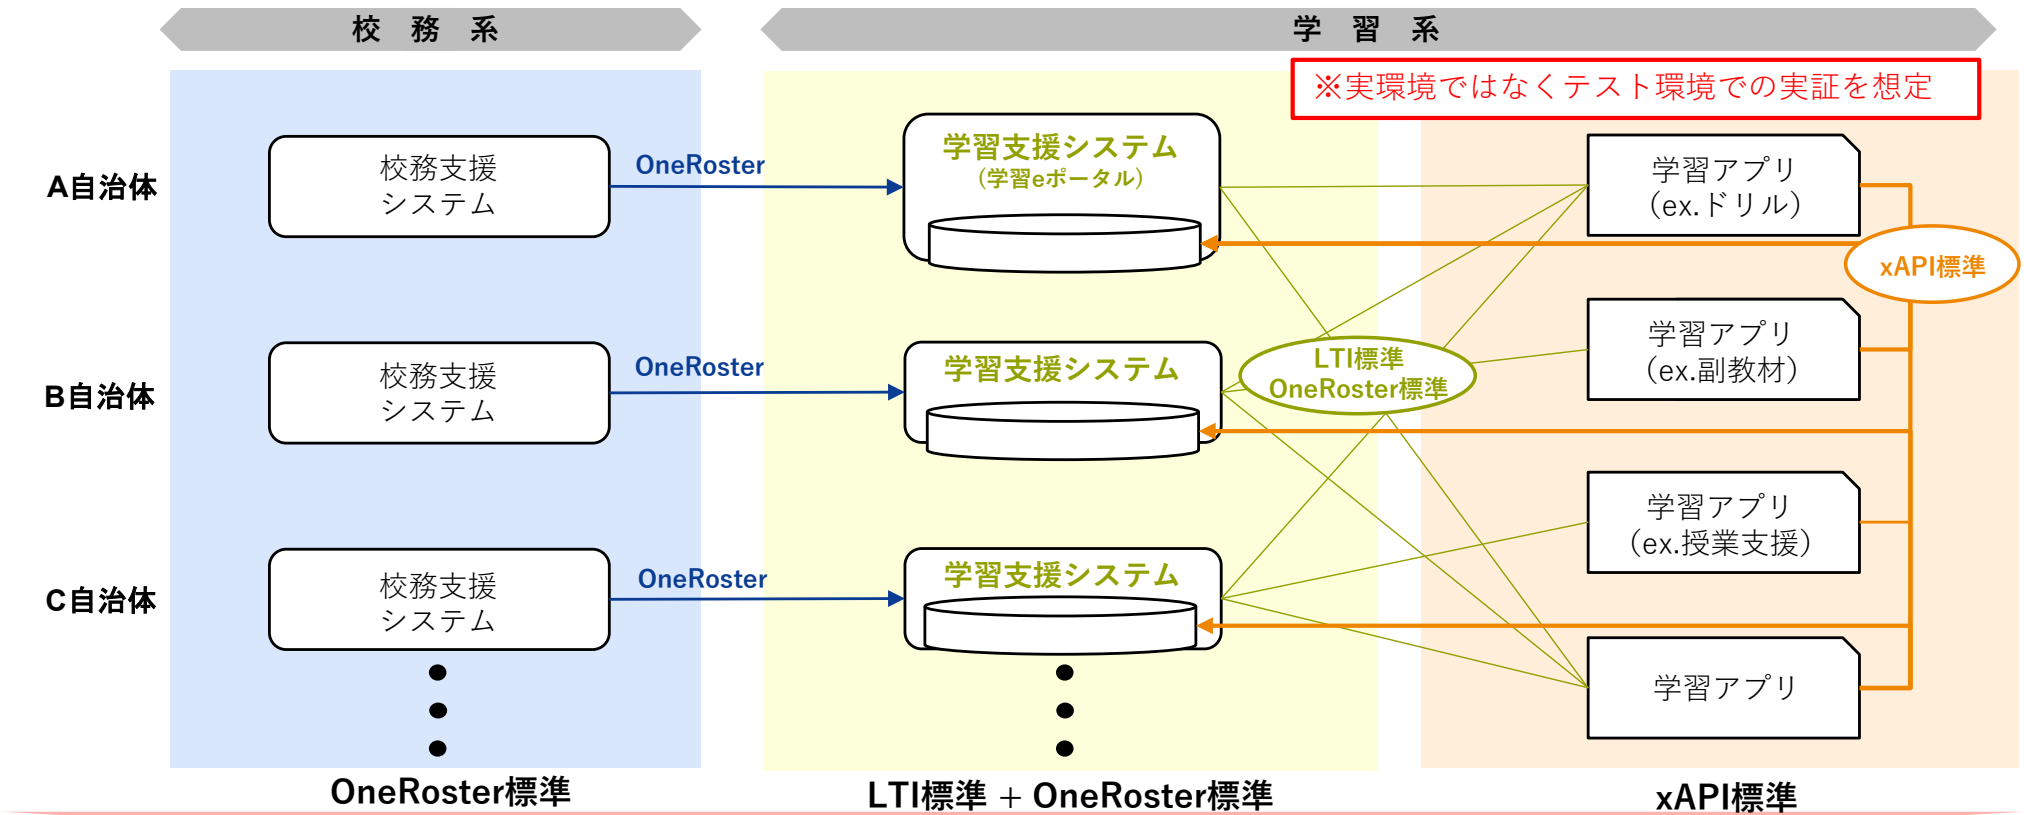 校 務 系
学 習 系
※実環境ではなくテスト環境での実証を想定
A自治体
校務支援
システム
OneRoster
学習支援システム
(学習eポータル)
学習アプリ
(ex.ドリル)
xAPI標準
B自治体
校務支援
システム
OneRoster
学習支援システム
LTI標準
OneRoster標準
学習アプリ
(ex.副教材)
学習アプリ
(ex.授業支援)
C自治体
校務支援
システム
OneRoster
学習支援システム
学習アプリ
OneRoster標準
LTI標準 + OneRoster標準
xAPI標準